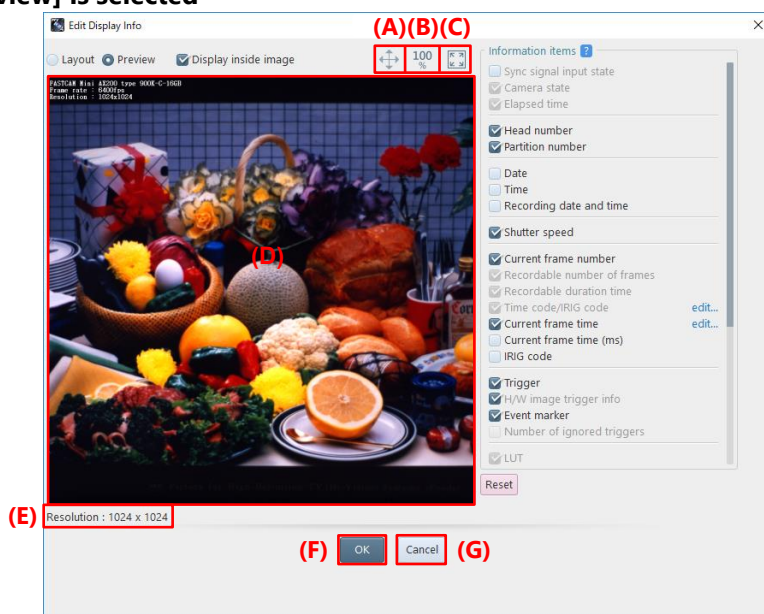 view] is selected
Edit Display Info
(A)(B)(C)
Layout Preview Display inside image
100
%
FASTCAM Mini AX200 type 900K-C-16GB
Frame rate : 6400fps
Resolution : 1024x1024
(D)
Information items ?
Sync signal input state
Camera state
Elapsed time
Head number
Partition number
Date
Time
Recording date and time
Shutter speed
Current frame number
Recordable number of frames
Recordable duration time
Time code/IRIG code edit...
Current frame time edit...
Current frame time (ms)
IRIG code
Trigger
H/W image trigger info
Event marker
Number of ignored triggers
LUT
Reset
(E) Resolution : 1024 x 1024
(F) OK Cancel (G)